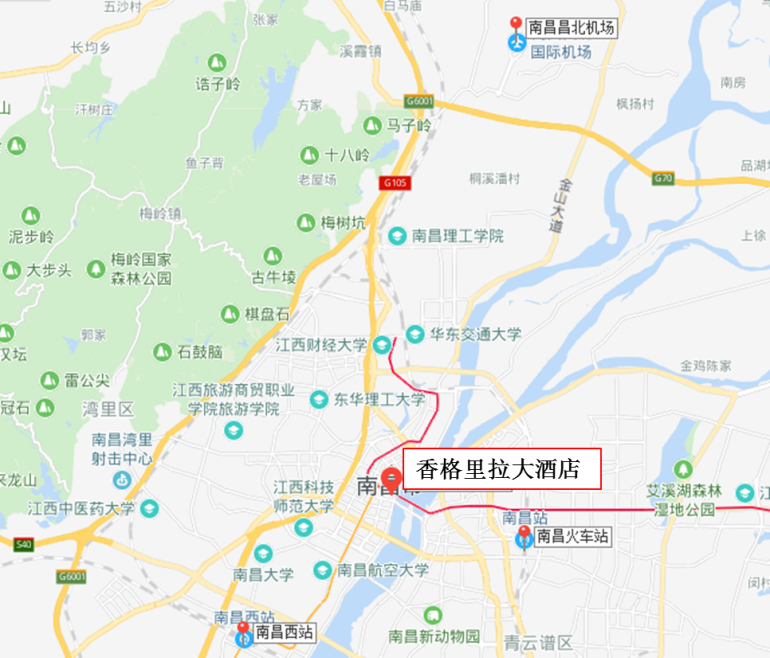 五沙村
白马庙
张家
长均乡
溪霞镇
南昌昌北机场
国际机场
诰子岭
南房
汗树庄
方家
G6001
枫扬村
马子岭
鱼子背
十八岭
老屋场
G105
桐溪潘村
G70
品湖
金山大道
梅岭镇
梅树坑
泥步岭
南昌理工学院
上徐
大步头
梅岭国家
森林公园
古牛崚
棋盘石
郭家
汉坛
石鼓脑
江西财经大学
华东交通大学
金鸡陈家
雷公尖
冠石
湾里区
江西旅游商贸职业
学院旅游学院
东华理工大学
南昌湾里
射击中心
香格里拉大酒店
来龙山
江西中医药大学
江西科技
师范大学
南昌市
艾溪湖森林
湿地公园
江
南昌站
南昌火车站
S40
G6001
南昌大学
南昌航空大学
闵村
南昌西站
南昌西站
南昌新动物园
青云谱区